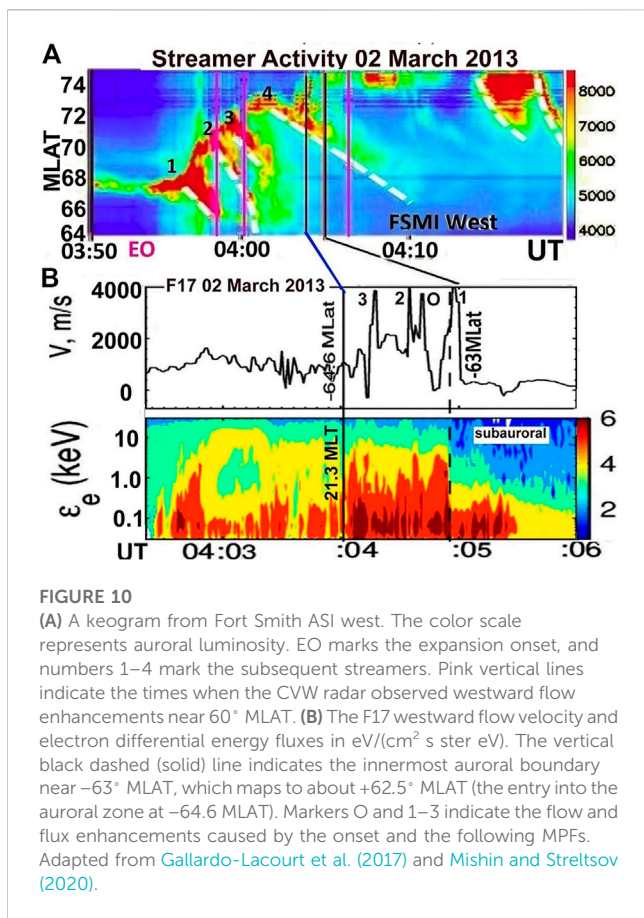 A
Streamer Activity 02 March 2013
74
72
70
68
66
64
MLAT
1
2
3
4
8000
7000
6000
5000
4000
FSMI West
03:50
EO
04:00
04:10
UT
B
F17 02 March 2013
4000
2000
0
V, m/s
-64.6 MLat
3
2
O
1
-63MLat
10
1.0
0.1
εe (keV)
21.3 MLT
subauroral
6
4
2
UT
04:03
:04
:05
:06
FIGURE 10
(A) A keogram from Fort Smith ASI west. The color scale
represents auroral luminosity. EO marks the expansion onset, and
numbers 1–4 mark the subsequent streamers. Pink vertical lines
indicate the times when the CVW radar observed westward flow
enhancements near 60° MLAT. (B) The F17 westward flow velocity and
electron differential energy fluxes in eV/(cm² s ster eV). The vertical
black dashed (solid) line indicates the innermost auroral boundary
near −63° MLAT, which maps to about +62.5° MLAT (the entry into the
auroral zone at −64.6 MLAT). Markers O and 1–3 indicate the flow and
flux enhancements caused by the onset and the following MPFs.
Adapted from Gallardo-Lacourt et al. (2017) and Mishin and Streltsov
(2020).